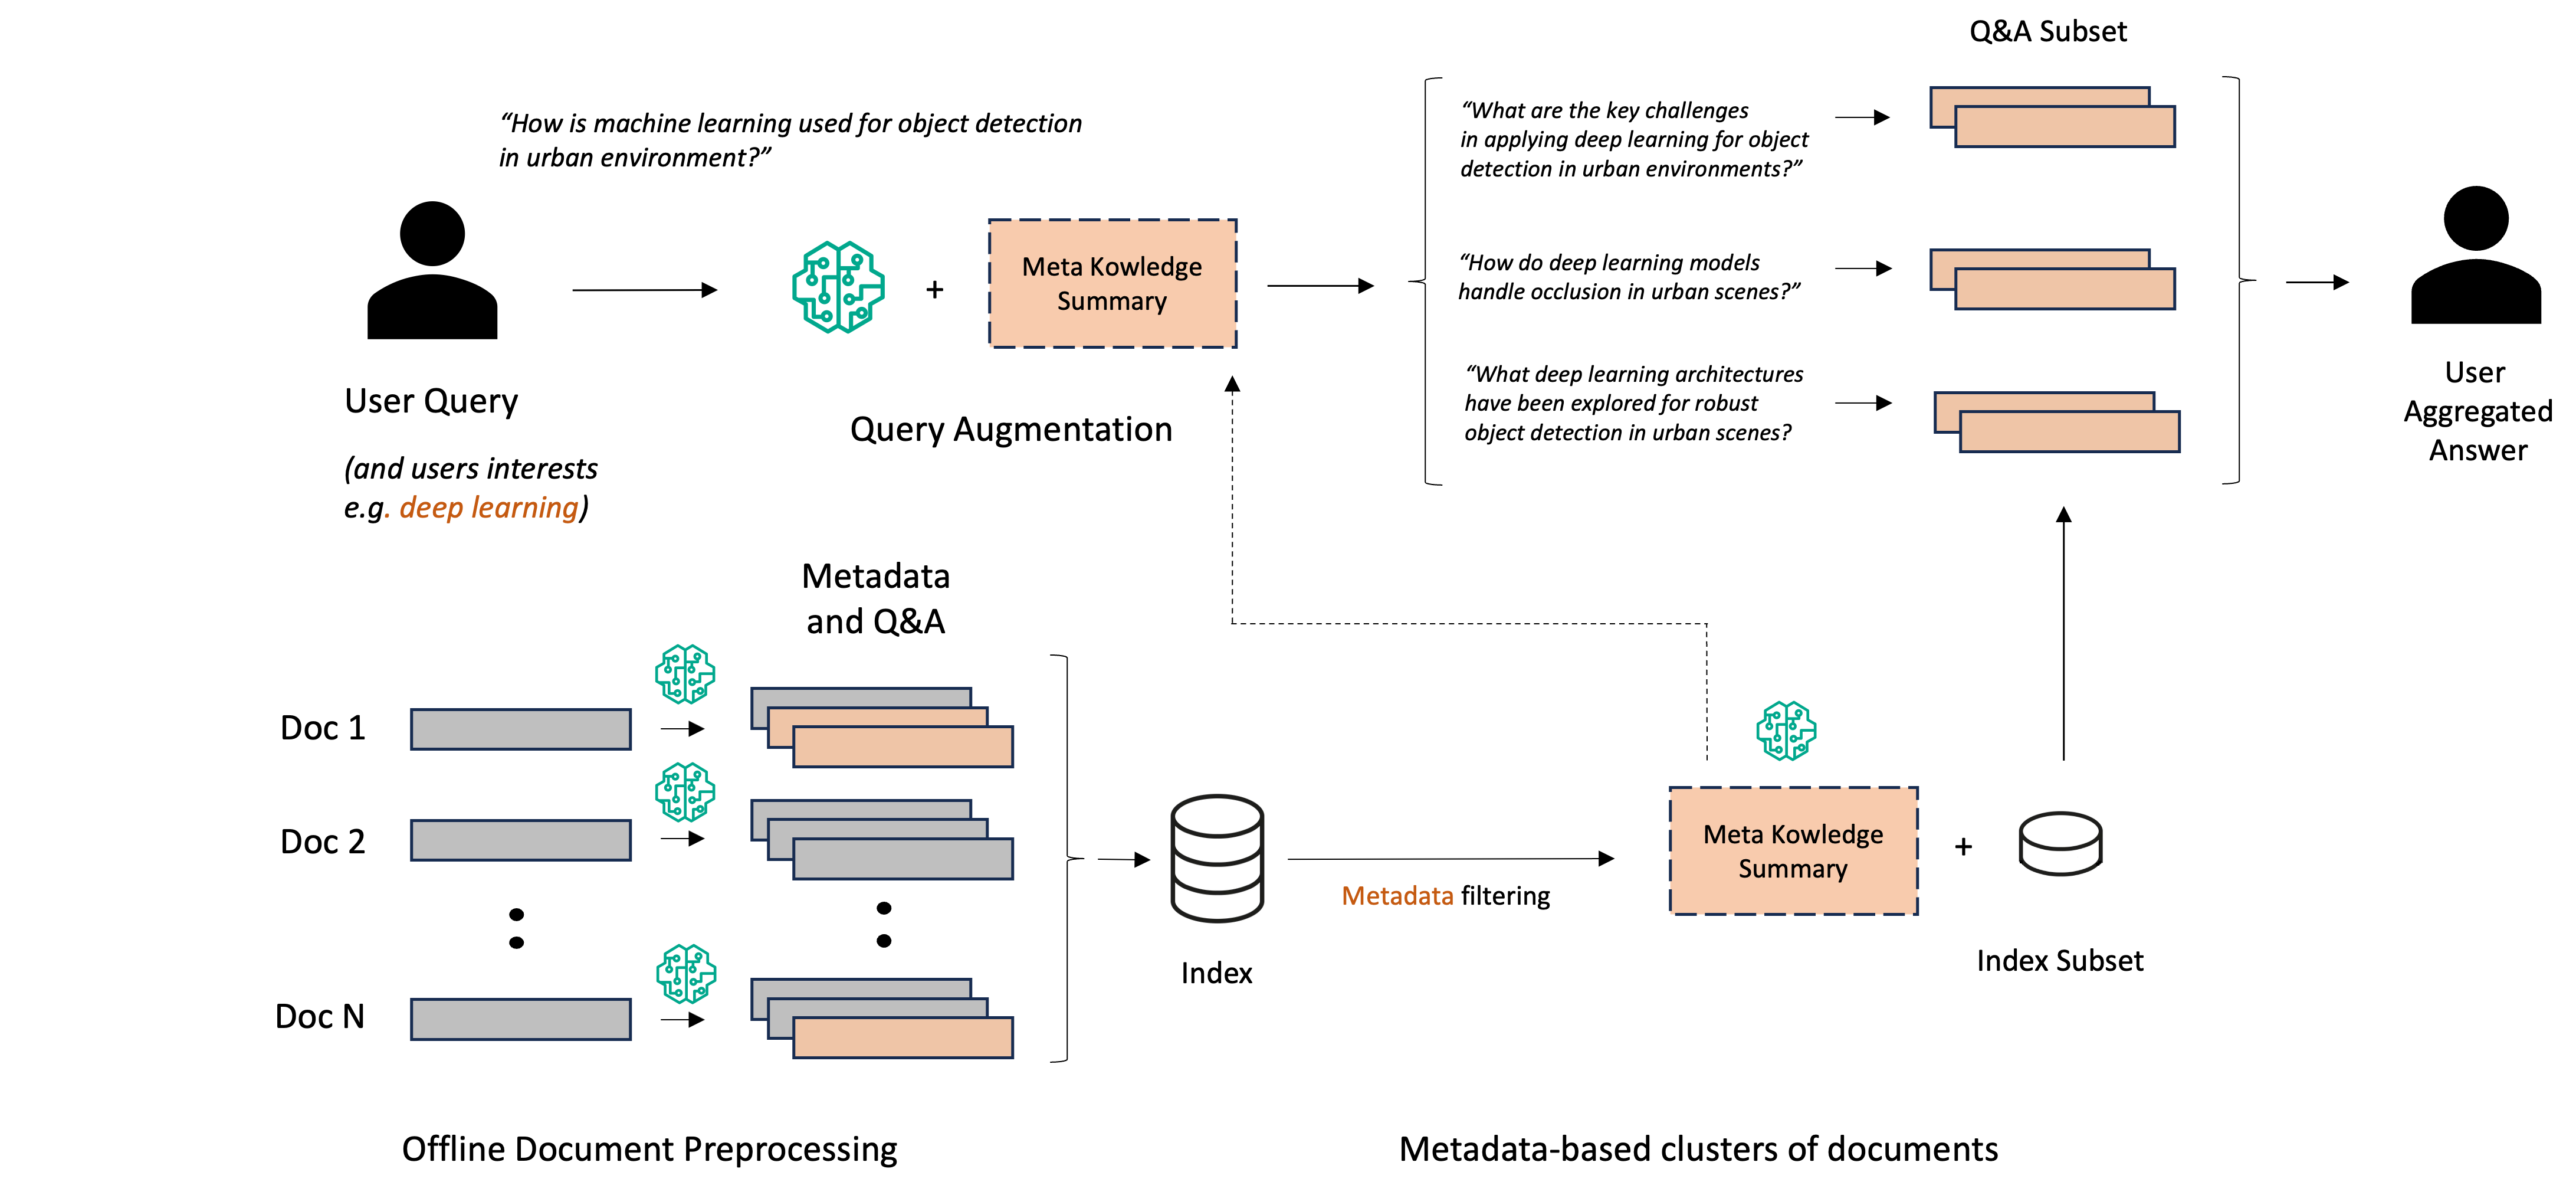 Q&A Subset
“How is machine learning used for object detection
in urban environment?”
“What are the key challenges
in applying deep learning for object
detection in urban environments?”
Meta Kowledge
Summary
+
“How do deep learning models
handle occlusion in urban scenes?”
“What deep learning architectures
have been explored for robust
object detection in urban scenes?
User Query
(and users interests
e.g. deep learning)
Query Augmentation
User
Aggregated
Answer
Metadata
and Q&A
Doc 1
Doc 2
Doc N
Index
Metadata filtering
Meta Kowledge
Summary
+
Index Subset
Offline Document Preprocessing
Metadata-based clusters of documents